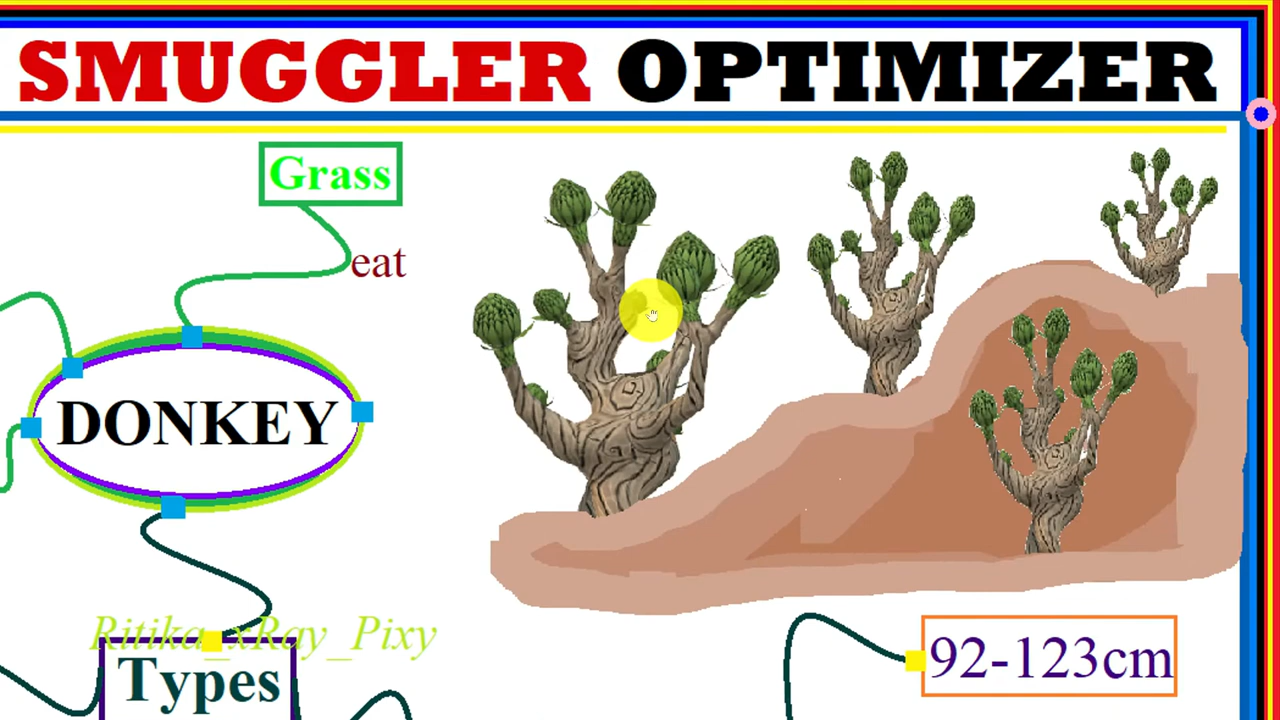 SMUGGLER OPTIMIZER
Grass
eat
DONKEY
Ritika_xRay_Pixy
Types
92-123cm